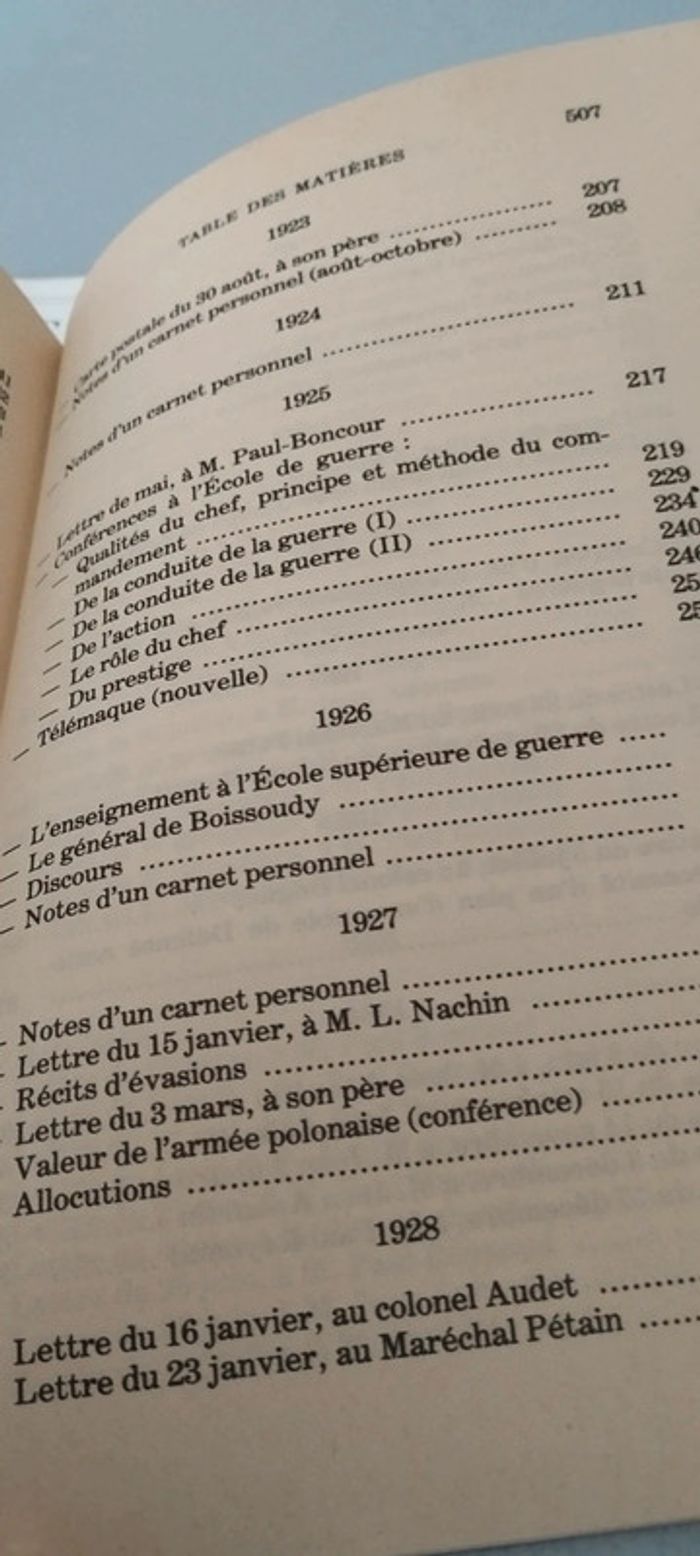 507
TABLE DES MATIÈRES
1923
— Carte postale du 30 août, à son père .................... 207
— Notes d'un carnet personnel (août-octobre) .......... 208
1924
— Notes d'un carnet personnel .............................. 211
1925
— Lettre de mai, à M. Paul-Boncour ...................... 217
— Conférences à l'École de guerre :
— Qualités du chef, principe et méthode du com-
mandement .................................................. 219
— De la conduite de la guerre (I) ........................ 229
— De la conduite de la guerre (II) ...................... 234
— De l'action .................................................. 240
— Le rôle du chef ............................................ 246
— Du prestige .................................................. 25
— Télémaque (nouvelle) ...................................... 25
1926
— L'enseignement à l'École supérieure de guerre .....
— Le général de Boissoudy ..................................
— Discours ......................................................
— Notes d'un carnet personnel ..............................
1927
— Notes d'un carnet personnel ..............................
— Lettre du 15 janvier, à M. L. Nachin ..................
— Récits d'évasions ..........................................
Lettre du 3 mars, à son père ............................
Valeur de l'armée polonaise (conférence) ..........
Allocutions ..................................................
1928
Lettre du 16 janvier, au colonel Audet ..........
Lettre du 23 janvier, au Maréchal Pétain ......